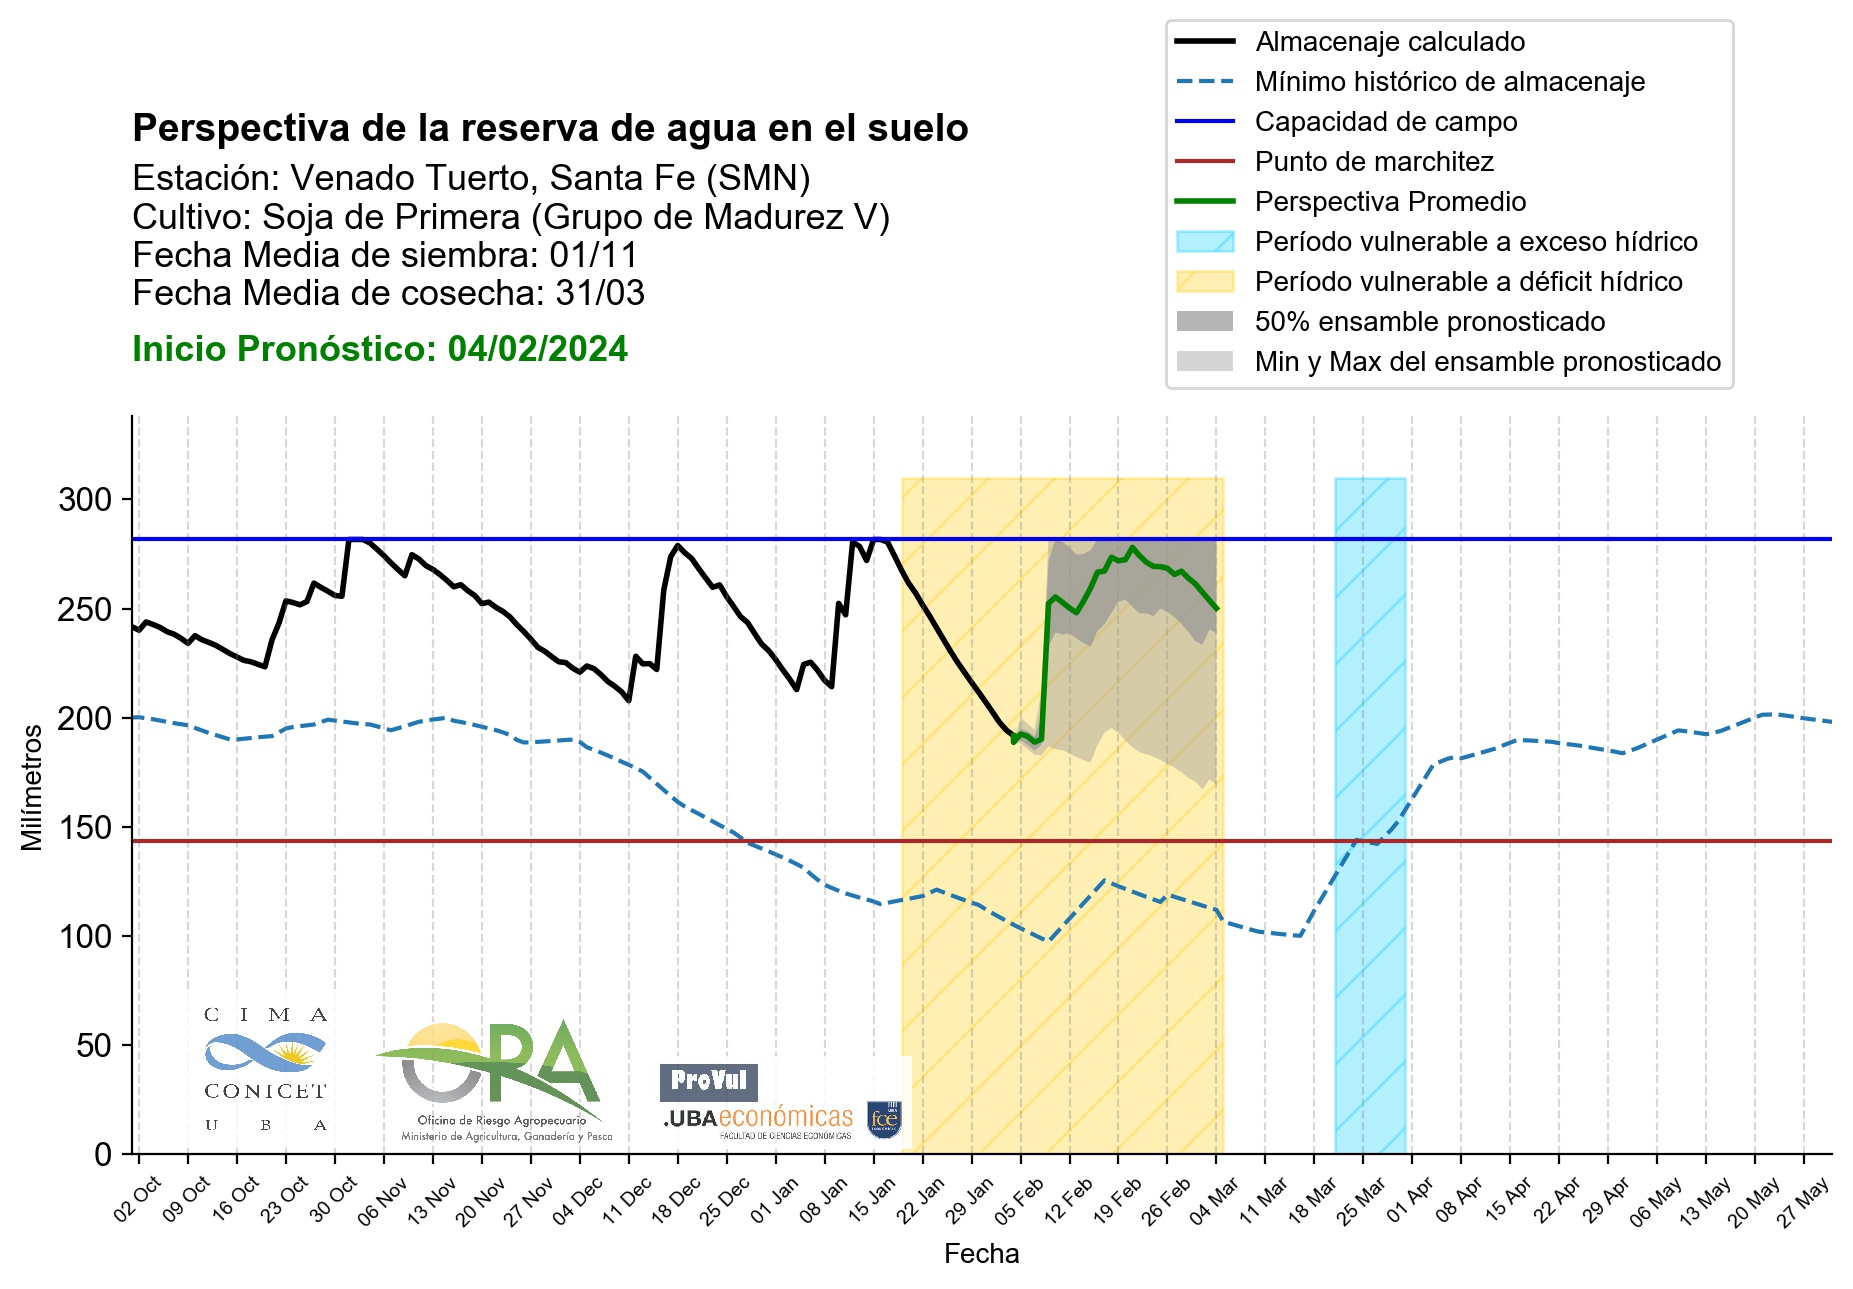 Almacenaje calculado
Mínimo histórico de almacenaje
Capacidad de campo
Punto de marchitez
Perspectiva Promedio
Período vulnerable a exceso hídrico
Período vulnerable a déficit hídrico
50% ensamble pronosticado
Min y Max del ensamble pronosticado
Perspectiva de la reserva de agua en el suelo
Estación: Venado Tuerto, Santa Fe (SMN)
Cultivo: Soja de Primera (Grupo de Madurez V)
Fecha Media de siembra: 01/11
Fecha Media de cosecha: 31/03
Inicio Pronóstico: 04/02/2024
300
250
200
150
100
50
0
Milímetros
CIMA
CONICET
UBA
ORA
Oficina de Riesgo Agropecuario
Ministerio de Agricultura, Ganadería y Pesca
ProVul
.UBAeconómicas
FACULTAD DE CIENCIAS ECONÓMICAS
UBA
fce
ECONÓMICAS
02 Oct
09 Oct
16 Oct
23 Oct
30 Oct
06 Nov
13 Nov
20 Nov
27 Nov
04 Dec
11 Dec
18 Dec
25 Dec
01 Jan
08 Jan
15 Jan
22 Jan
29 Jan
05 Feb
12 Feb
19 Feb
26 Feb
04 Mar
11 Mar
18 Mar
25 Mar
01 Apr
08 Apr
15 Apr
22 Apr
29 Apr
06 May
13 May
20 May
27 May
Fecha